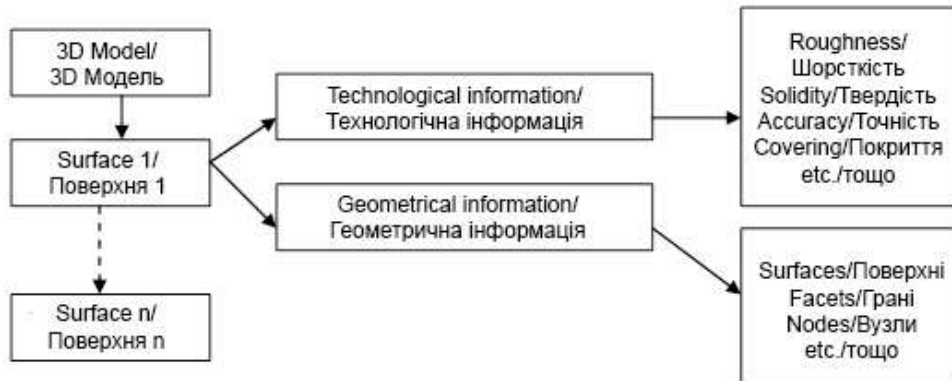 3D Model/
3D Модель
Surface 1/
Поверхня 1
Surface n/
Поверхня n
Technological information/
Технологічна інформація
Geometrical information/
Геометрична інформація
Roughness/
Шорсткість
Solidity/Твердість
Accuracy/Точність
Covering/Покриття
etc./тощо
Surfaces/Поверхні
Facets/Грані
Nodes/Вузли
etc./тощо